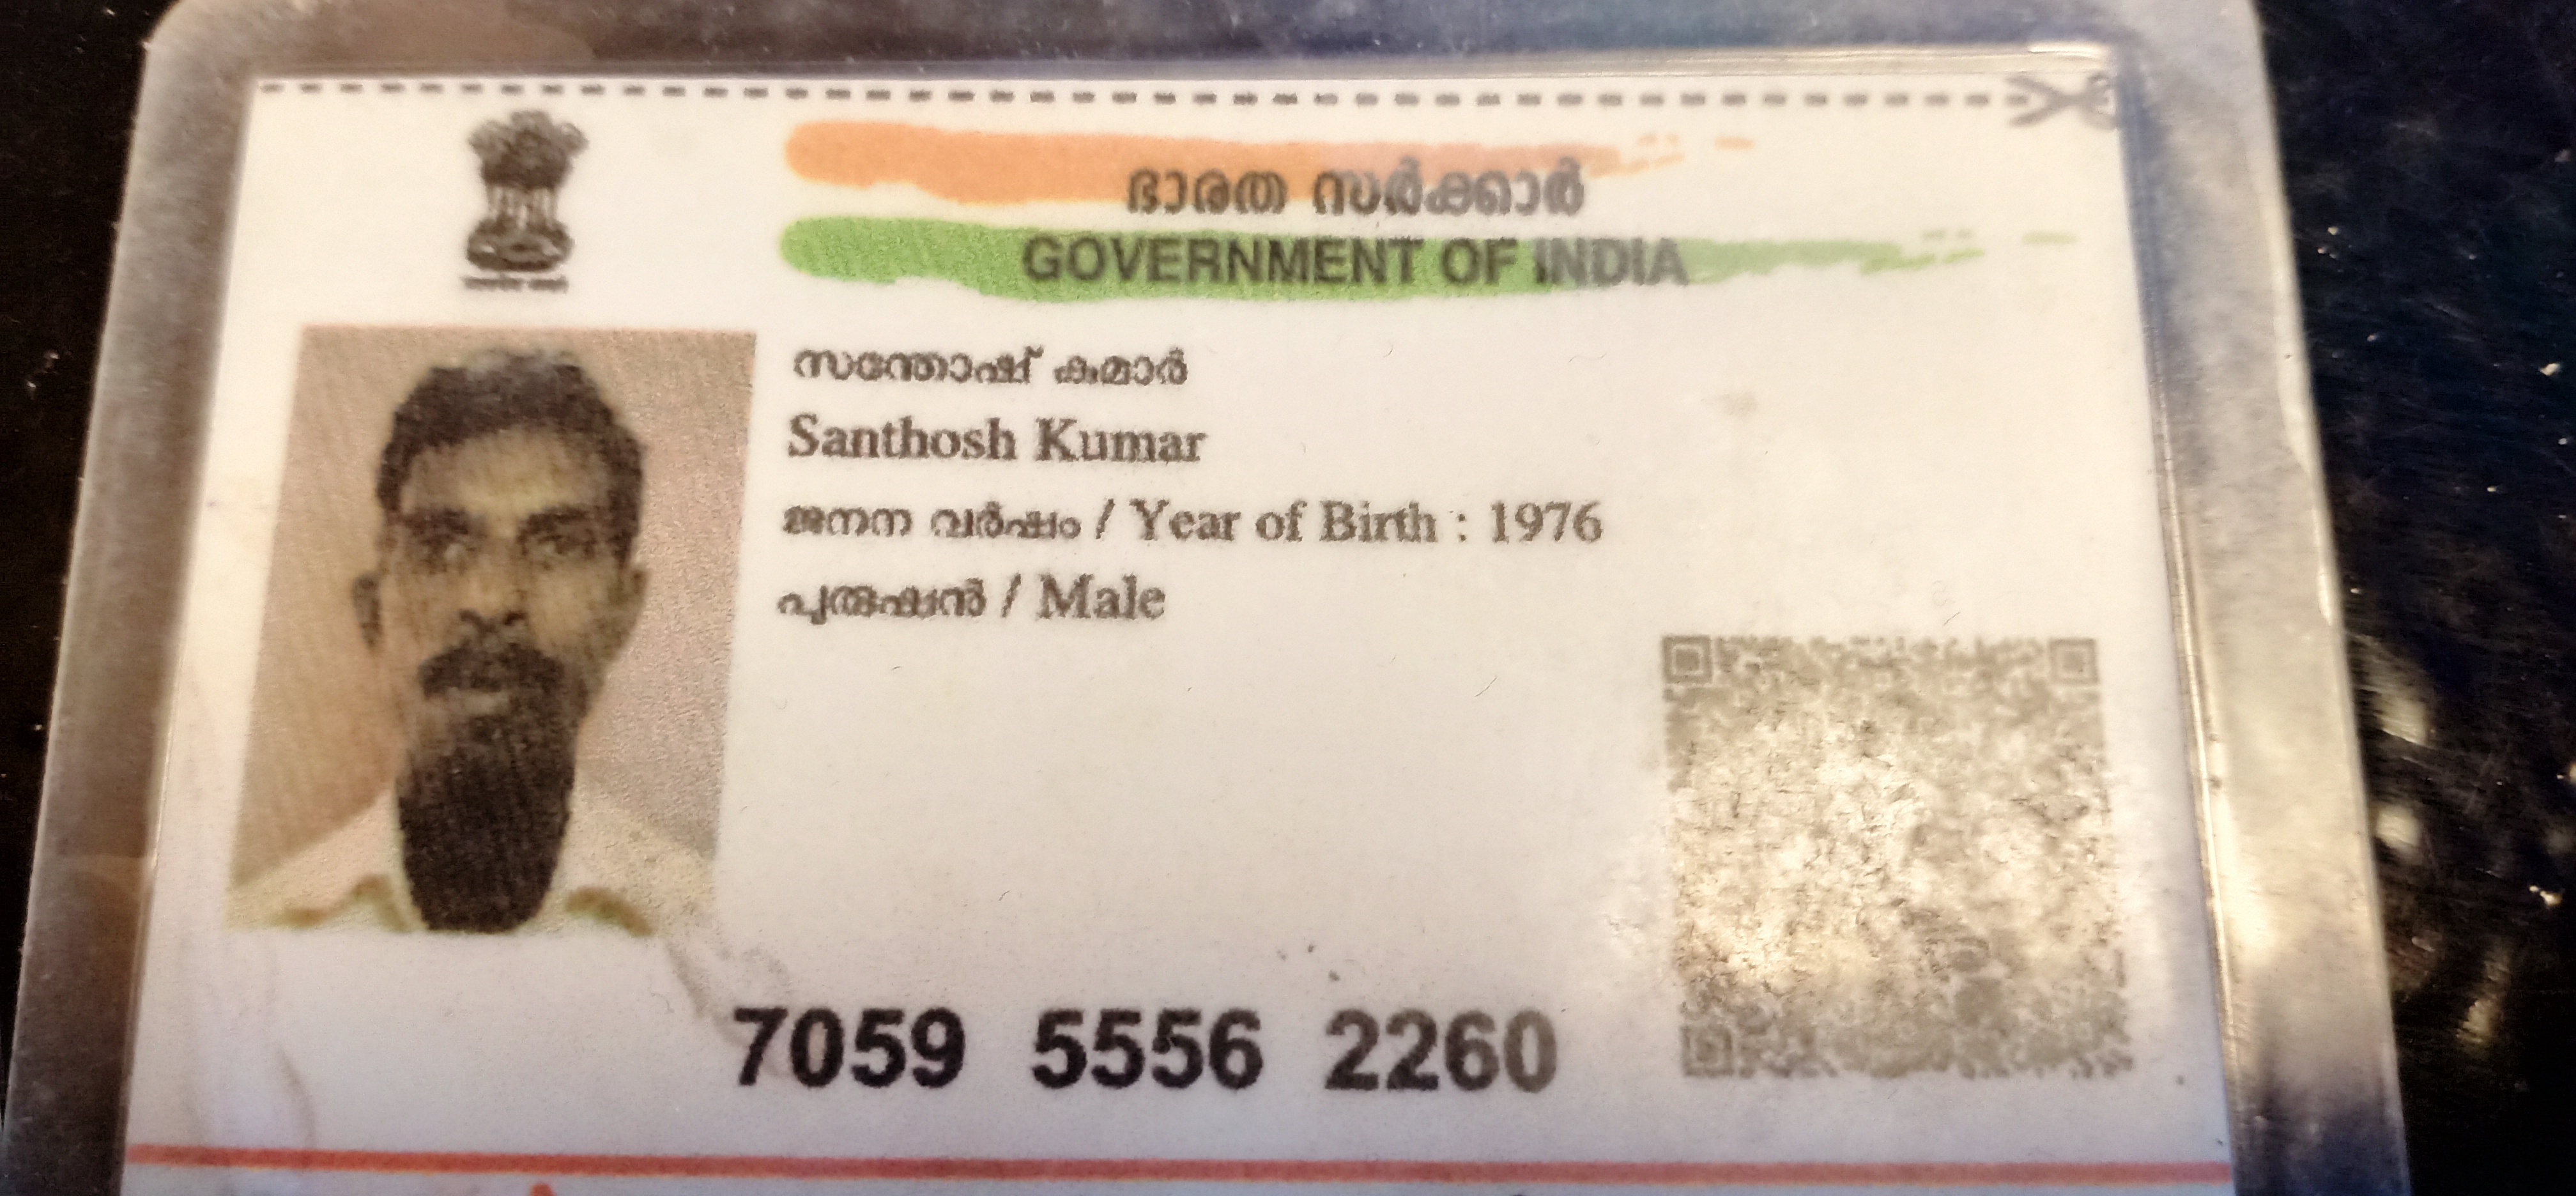 ഭാരത സർക്കാർ
GOVERNMENT OF INDIA
സന്തോഷ് കുമാർ
Santhosh Kumar
ജനന വർഷം / Year of Birth : 1976
പുരുഷൻ / Male
7059 5556 2260